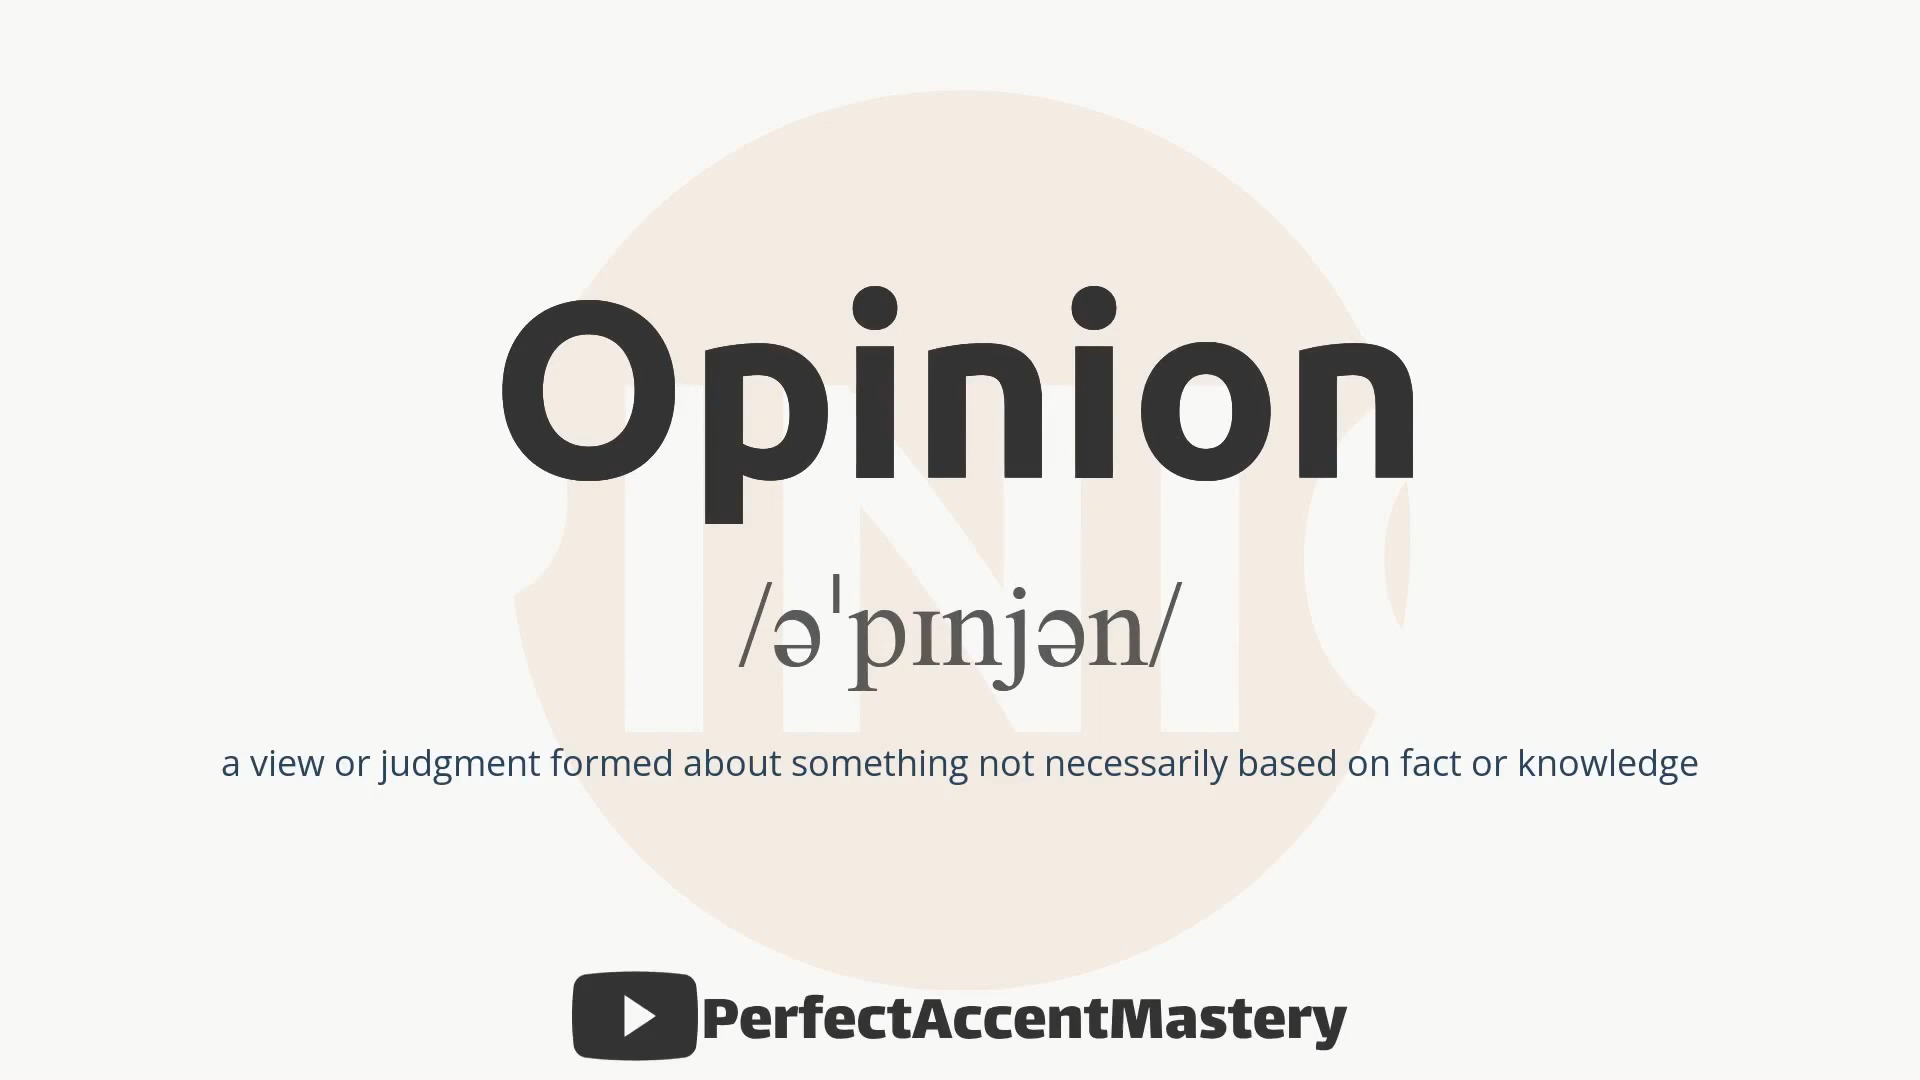 Opinion
/əˈpɪnjən/
a view or judgment formed about something not necessarily based on fact or knowledge
PerfectAccentMastery